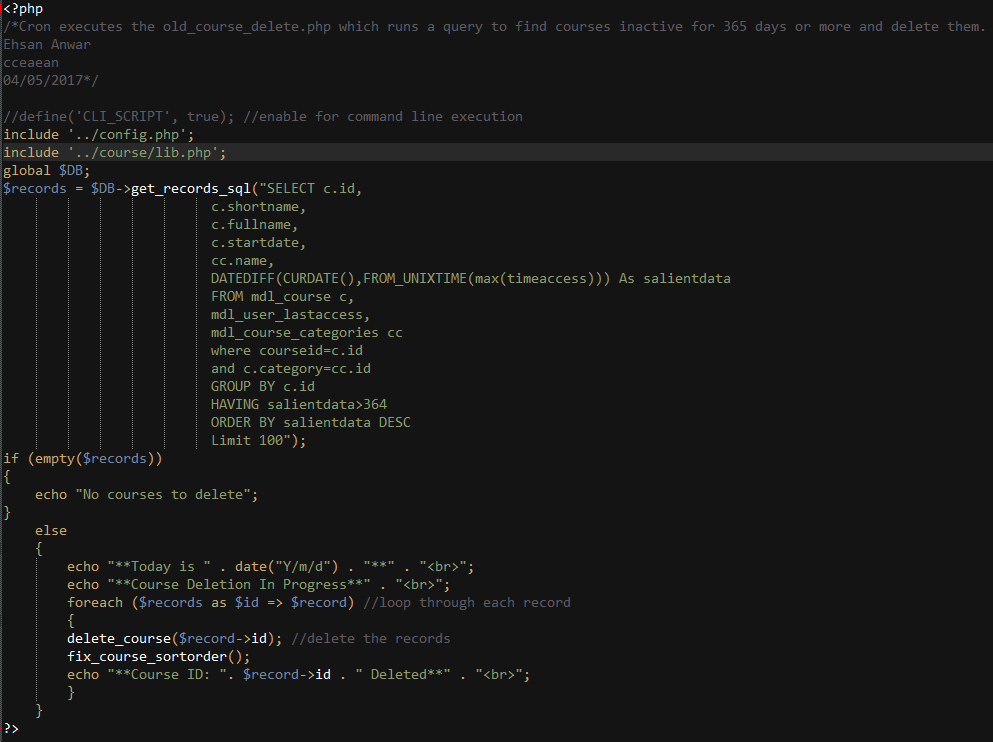 <?php
/*Cron executes the old_course_delete.php which runs a query to find courses inactive for 365 days or more and delete them.
Ehsan Anwar
cceaean
04/05/2017*/

//define('CLI_SCRIPT', true); //enable for command line execution
include '../config.php';
include '../course/lib.php';
global $DB;
$records = $DB->get_records_sql("SELECT c.id,
c.shortname,
c.fullname,
c.startdate,
cc.name,
DATEDIFF(CURDATE(),FROM_UNIXTIME(max(timeaccess))) As salientdata
FROM mdl_course c,
mdl_user_lastaccess,
mdl_course_categories cc
where courseid=c.id
and c.category=cc.id
GROUP BY c.id
HAVING salientdata>364
ORDER BY salientdata DESC
Limit 100");
if (empty($records))
{
    echo "No courses to delete";
}
    else
    {
        echo "**Today is " . date("Y/m/d") . "**" . "<br>";
        echo "**Course Deletion In Progress**" . "<br>";
        foreach ($records as $id => $record) //loop through each record
        {
        delete_course($record->id); //delete the records
        fix_course_sortorder();
        echo "**Course ID: ". $record->id . " Deleted**" . "<br>";
        }
    }
?>